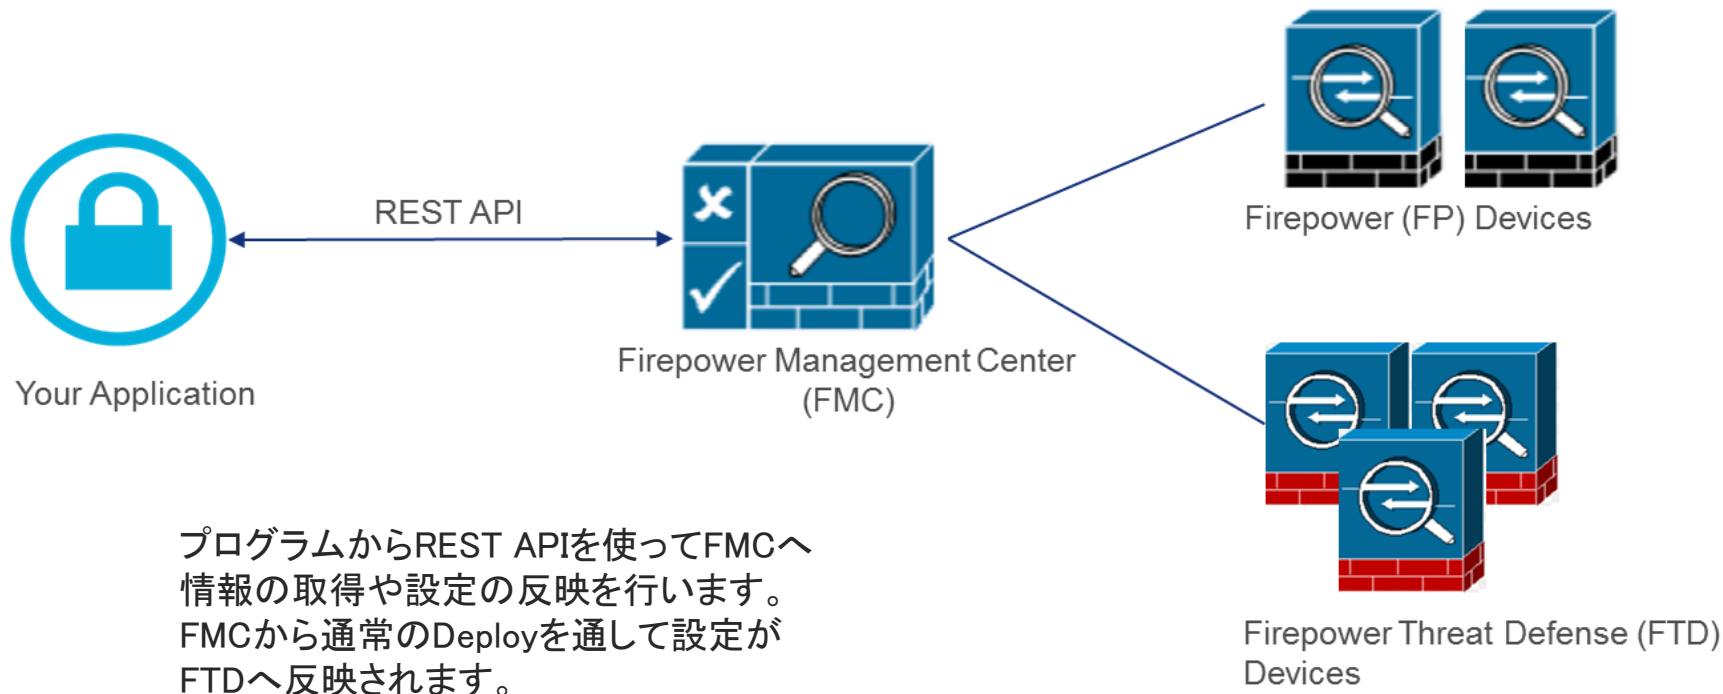 REST API
Your Application
Firepower Management Center
(FMC)
Firepower (FP) Devices
Firepower Threat Defense (FTD)
Devices
プログラムからREST APIを使ってFMCへ
情報の取得や設定の反映を行います。
FMCから通常のDeployを通して設定が
FTDへ反映されます。